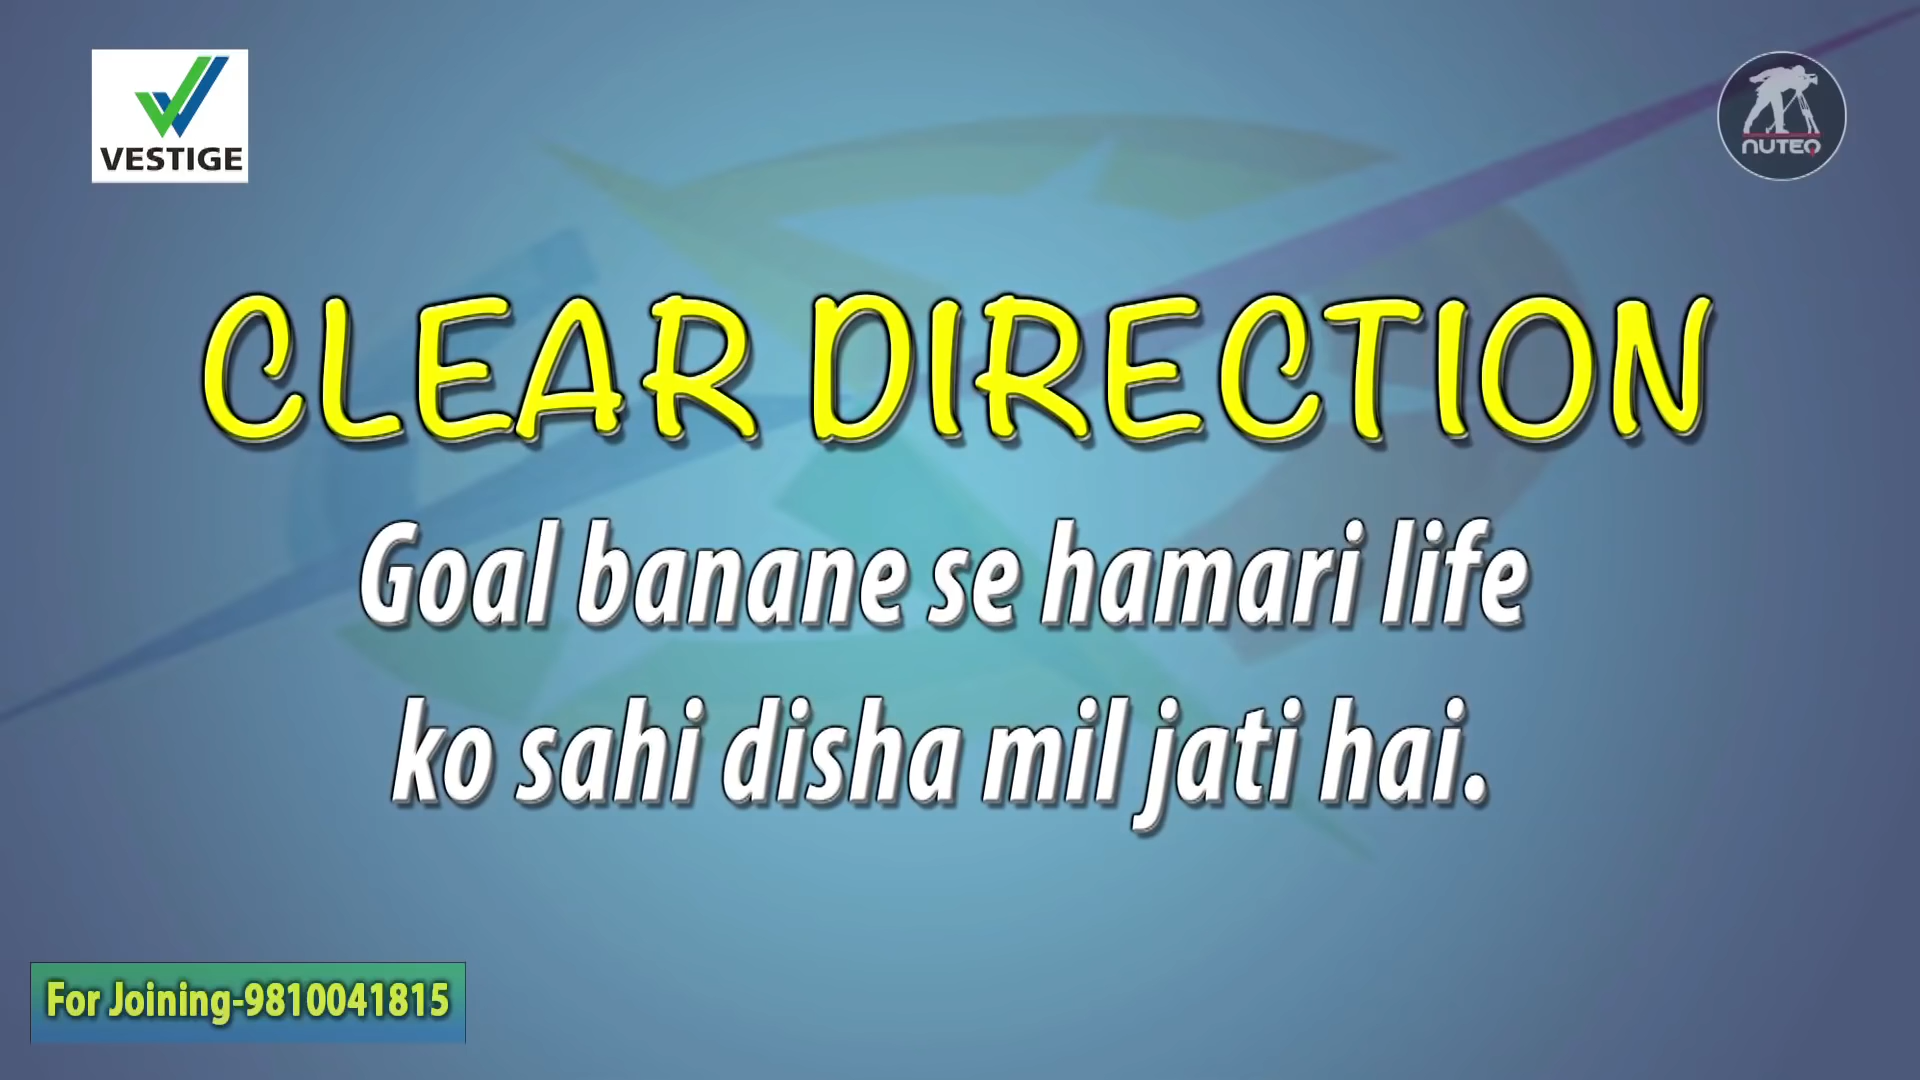 VESTIGE
NUTEQ
CLEAR DIRECTION
Goal banane se hamari life
ko sahi disha mil jati hai.
For Joining-9810041815